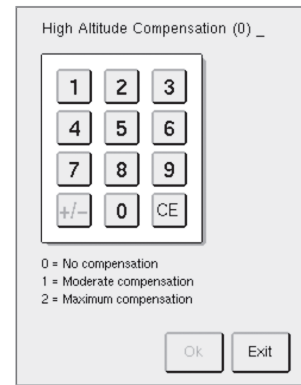 High Altitude Compensation (0) _
1 2 3
4 5 6
7 8 9
+/- 0 CE
0 = No compensation
1 = Moderate compensation
2 = Maximum compensation
Ok Exit